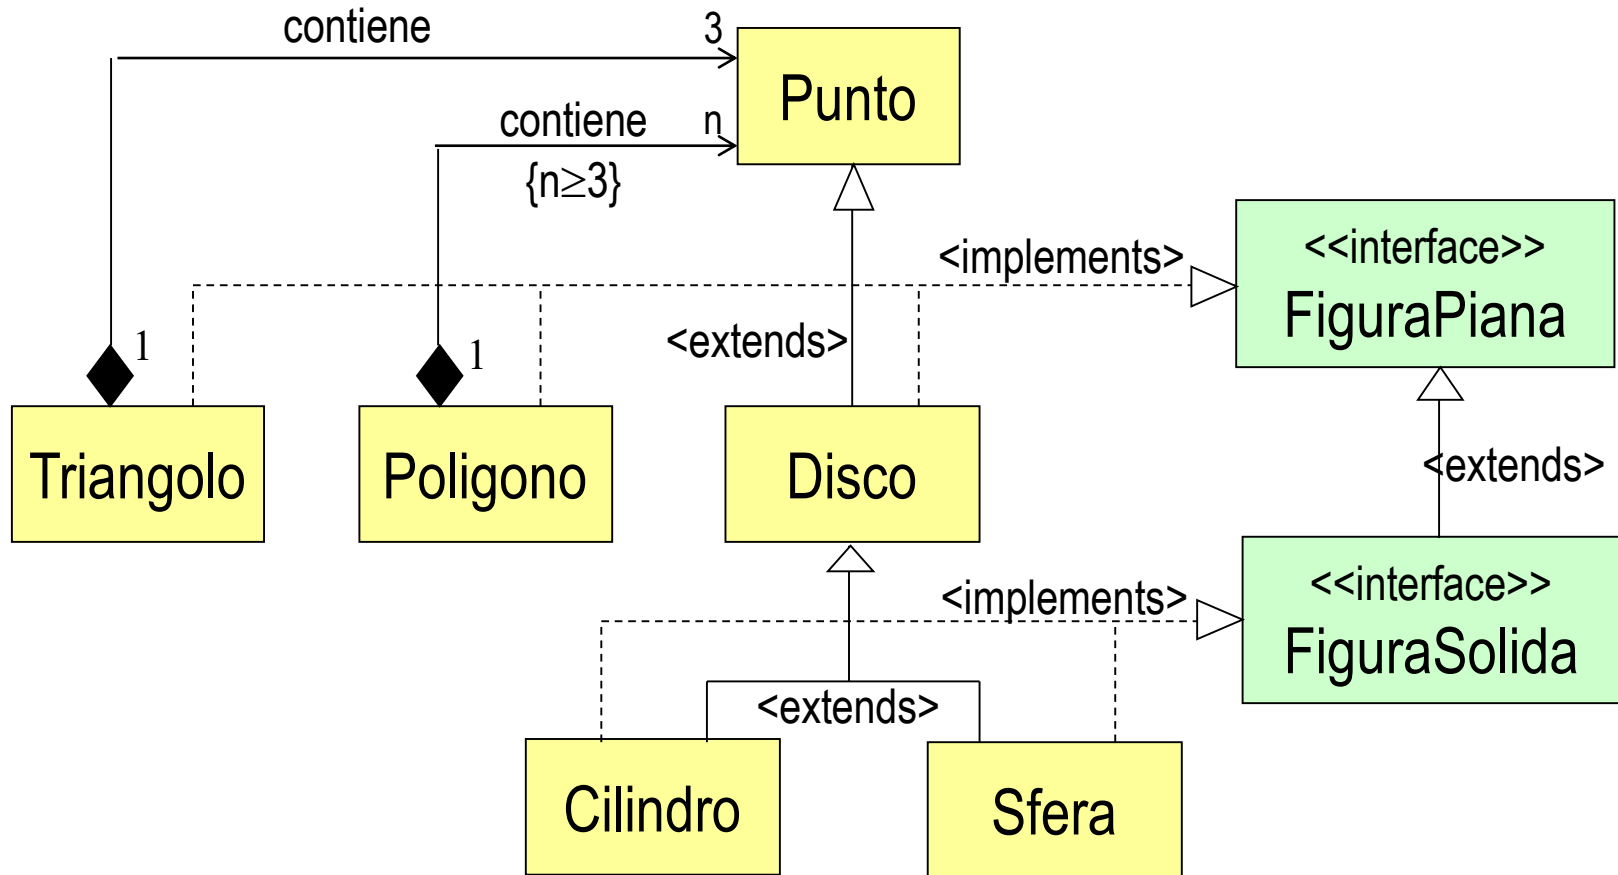 contiene 3
Punto
contiene n
{n≥3}
<<interface>>
FiguraPiana
<implements>
<extends>
1
1
Triangolo
Poligono
Disco
<extends>
<<interface>>
FiguraSolida
<implements>
<extends>
Cilindro
Sfera